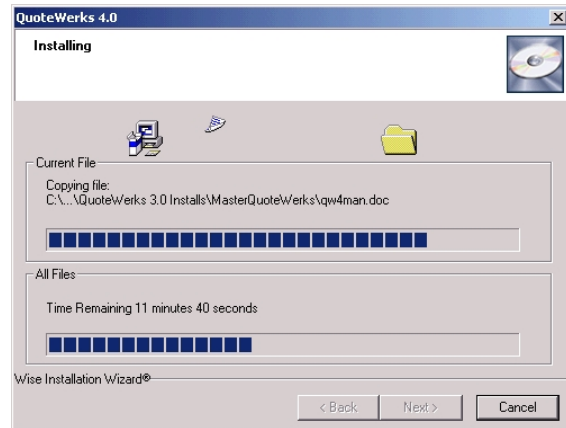 QuoteWerks 4.0
Installing
Current File
Copying file:
C:\...\QuoteWerks 3.0 Installs\MasterQuoteWerks\qw4man.doc
All Files
Time Remaining 11 minutes 40 seconds
Wise Installation Wizard®
< Back Next > Cancel